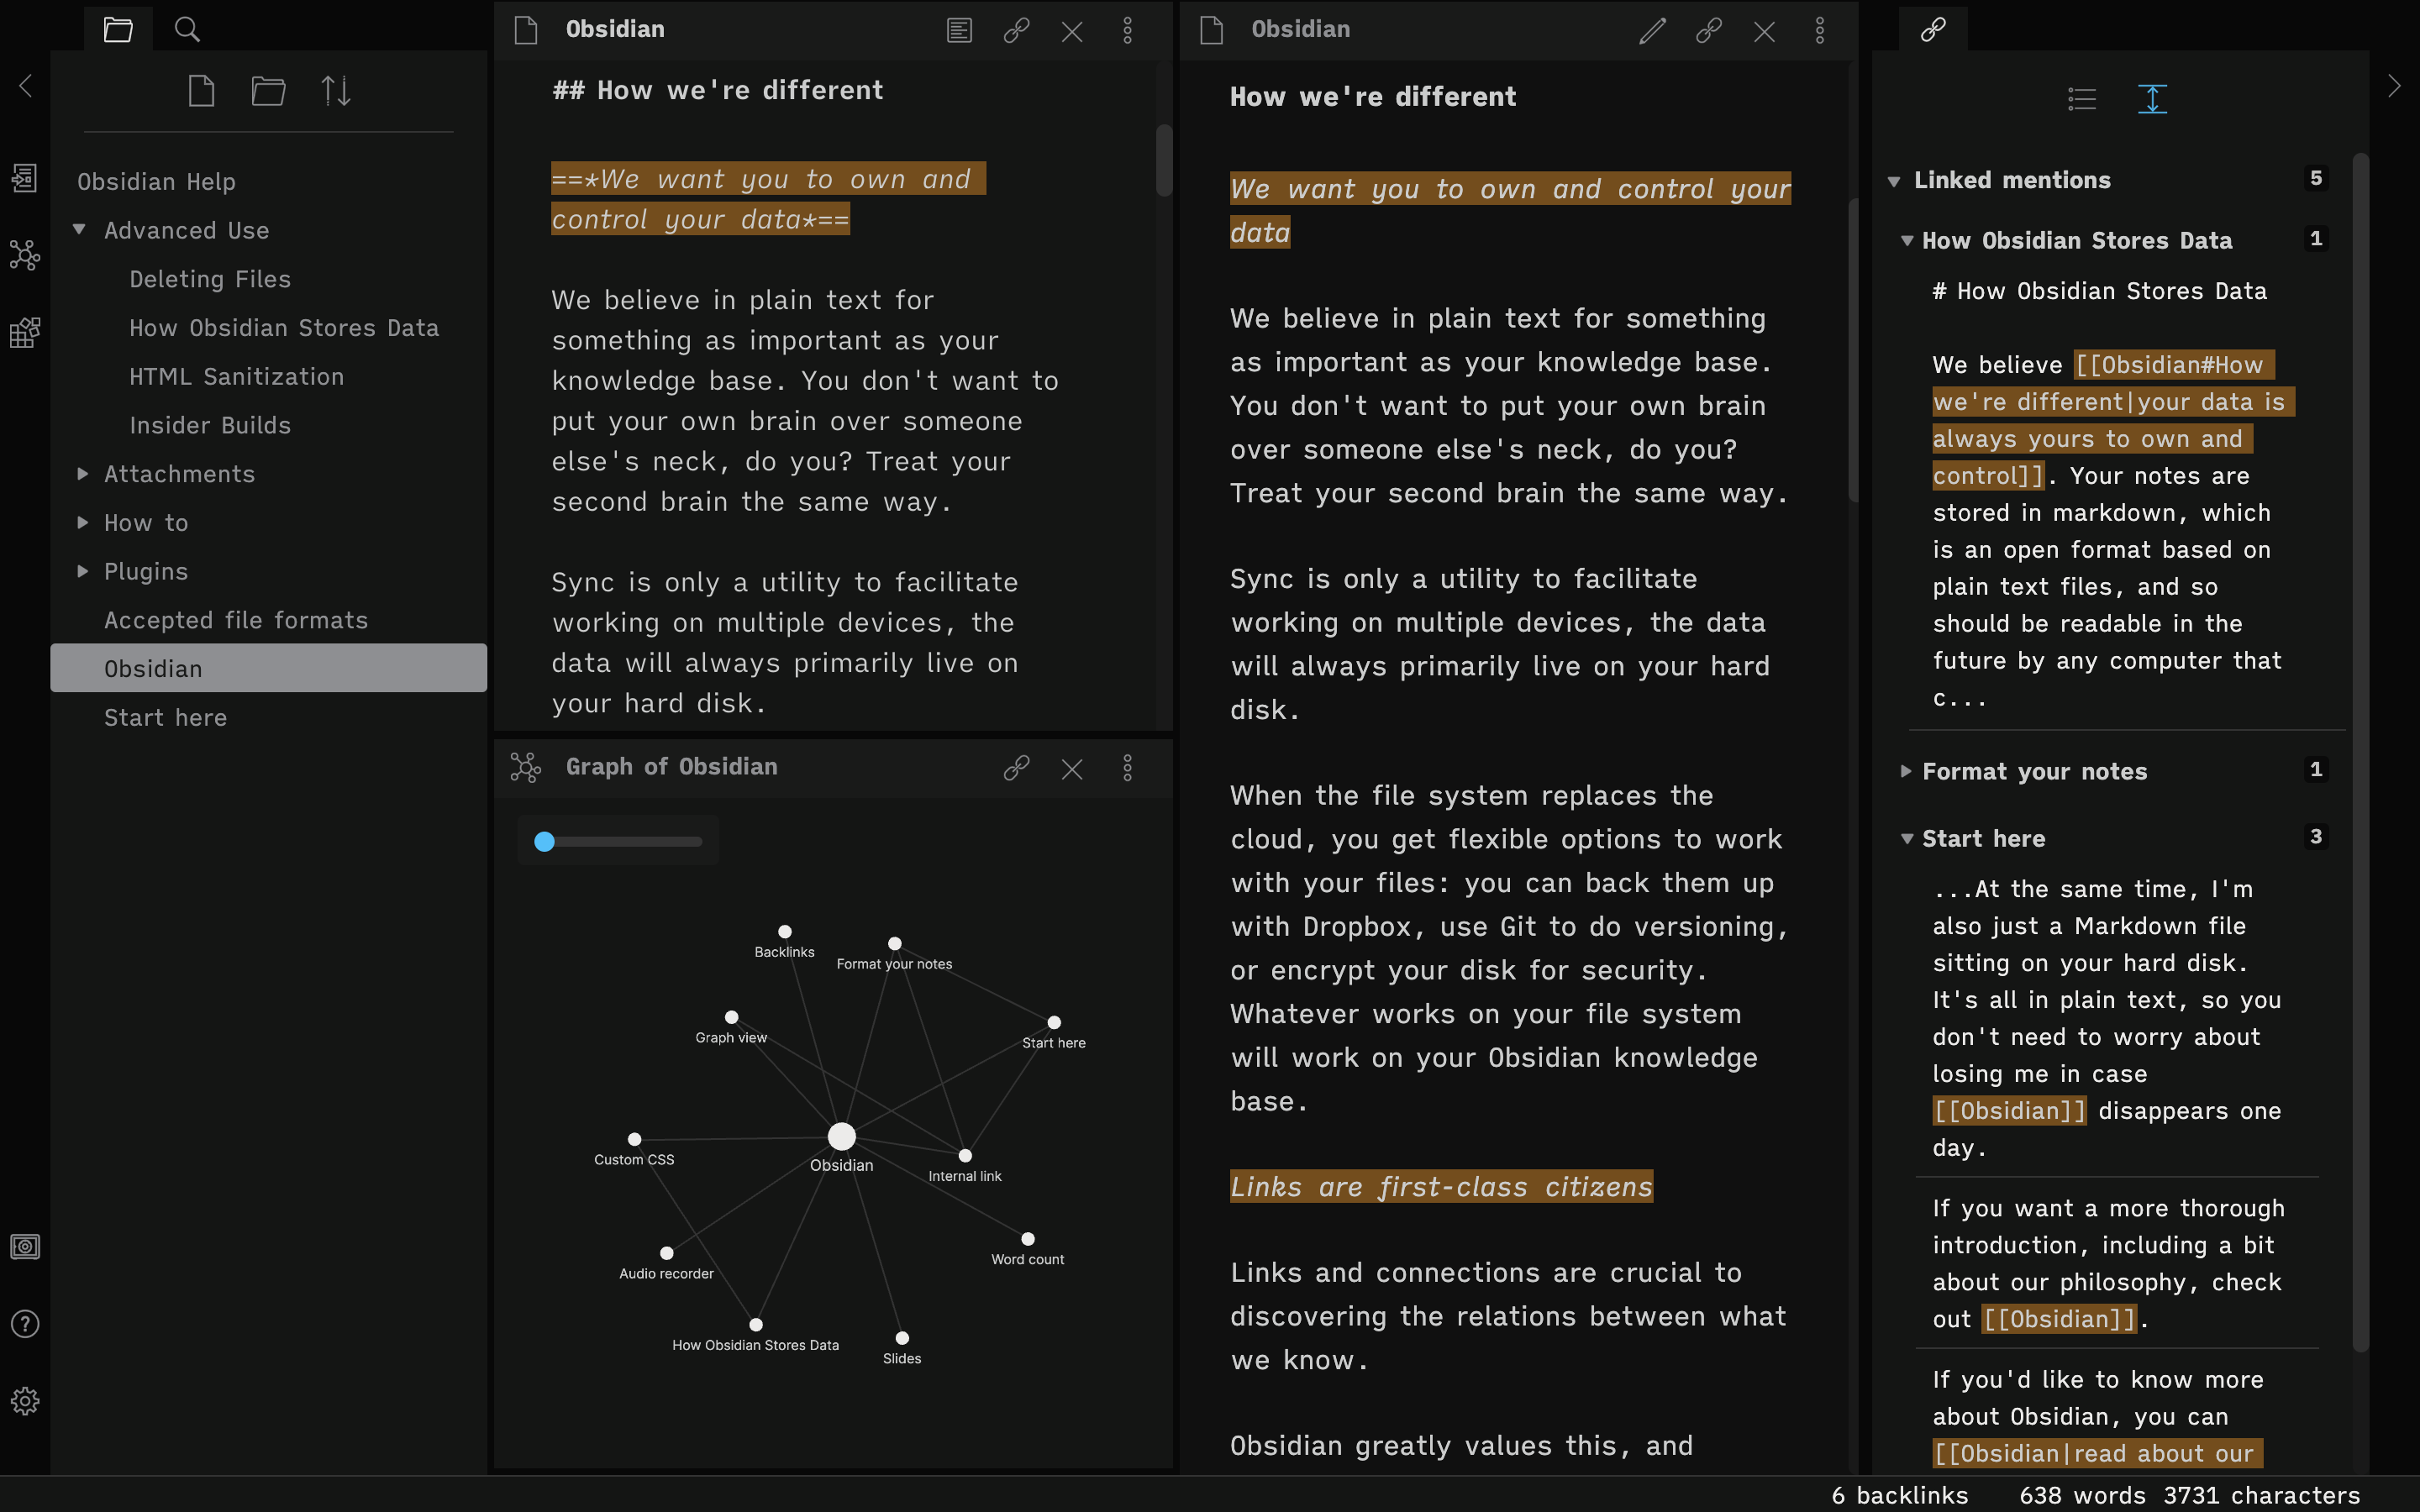 Obsidian Help
Advanced Use
Deleting Files
How Obsidian Stores Data
HTML Sanitization
Insider Builds
Attachments
How to
Plugins
Accepted file formats
Obsidian
Start here
Obsidian
## How we're different
==*We want you to own and
control your data*==
We believe in plain text for
something as important as your
knowledge base. You don't want to
put your own brain over someone
else's neck, do you? Treat your
second brain the same way.
Sync is only a utility to facilitate
working on multiple devices, the
data will always primarily live on
your hard disk.
Graph of Obsidian
Backlinks
Format your notes
Graph view
Start here
Custom CSS
Obsidian
Internal link
Audio recorder
Word count
How Obsidian Stores Data
Slides
Obsidian
How we're different
We want you to own and control your
data
We believe in plain text for something
as important as your knowledge base.
You don't want to put your own brain
over someone else's neck, do you?
Treat your second brain the same way.
Sync is only a utility to facilitate
working on multiple devices, the data
will always primarily live on your hard
disk.
When the file system replaces the
cloud, you get flexible options to work
with your files: you can back them up
with Dropbox, use Git to do versioning,
or encrypt your disk for security.
Whatever works on your file system
will work on your Obsidian knowledge
base.
Links are first-class citizens
Links and connections are crucial to
discovering the relations between what
we know.
Obsidian greatly values this, and
Linked mentions 5
How Obsidian Stores Data 1
# How Obsidian Stores Data
We believe [[Obsidian#How
we're different|your data is
always yours to own and
control]]. Your notes are
stored in markdown, which
is an open format based on
plain text files, and so
should be readable in the
future by any computer that
c...
Format your notes 1
Start here 3
...At the same time, I'm
also just a Markdown file
sitting on your hard disk.
It's all in plain text, so you
don't need to worry about
losing me in case
[[Obsidian]] disappears one
day.
If you want a more thorough
introduction, including a bit
about our philosophy, check
out [[Obsidian]].
If you'd like to know more
about Obsidian, you can
[[Obsidian|read about our
6 backlinks 638 words 3731 characters